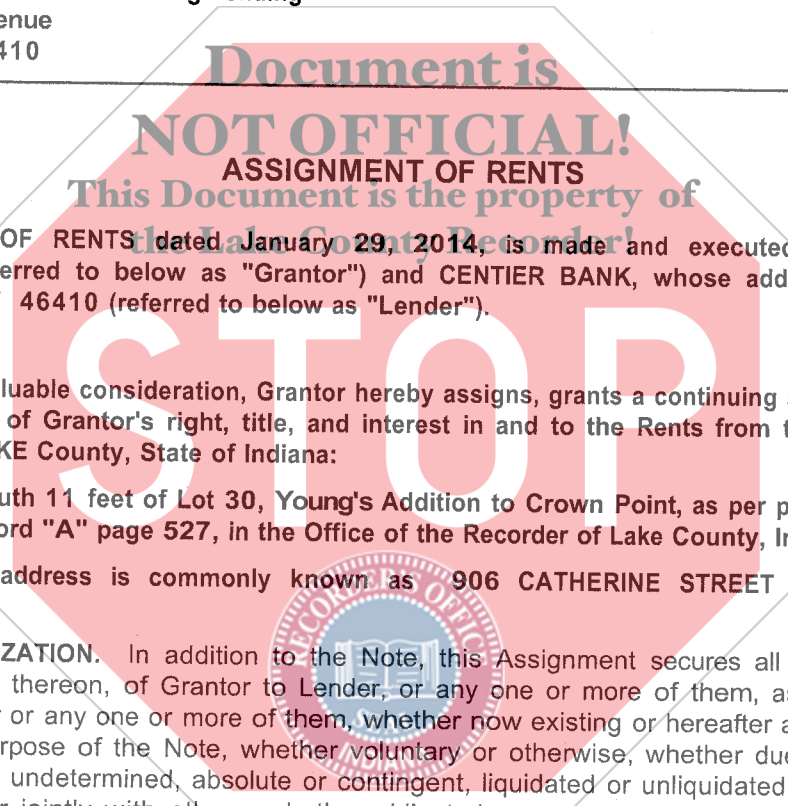 enue
410
Document is
NOT OFFICIAL!
ASSIGNMENT OF RENTS
This Document is the property of
the Lake County Recorder!
OF RENTS dated January 29, 2014, is made and executed
erred to below as "Grantor") and CENTIER BANK, whose add
46410 (referred to below as "Lender").
STOP
luable consideration, Grantor hereby assigns, grants a continuing
of Grantor's right, title, and interest in and to the Rents from t
KE County, State of Indiana:
uth 11 feet of Lot 30, Young's Addition to Crown Point, as per p
ord "A" page 527, in the Office of the Recorder of Lake County, In
address is commonly known as 906 CATHERINE STREET
RECORDER OFFIC
ZATION. In addition to the Note, this Assignment secures all
thereon, of Grantor to Lender, or any one or more of them, as
r or any one or more of them, whether now existing or hereafter a
rpose of the Note, whether voluntary or otherwise, whether due
undetermined, absolute or contingent, liquidated or unliquidated